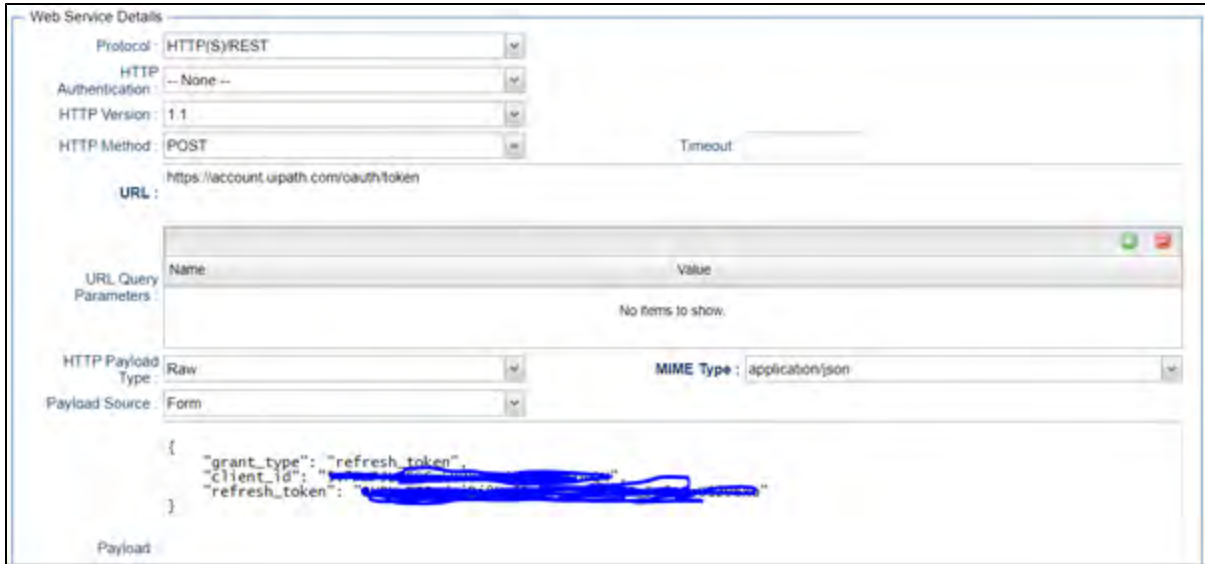 Web Service Details
Protocol : HTTP(S)/REST
HTTP Authentication : -- None --
HTTP Version : 1.1
HTTP Method : POST Timeout
URL : https://account.uipath.com/oauth/token
URL Query Parameters :
Name Value
No items to show.
HTTP Payload Type : Raw MIME Type : application/json
Payload Source : Form
{
"grant_type": "refresh_token",
"client_id": "
",
"refresh_token": "
"
}
Payload